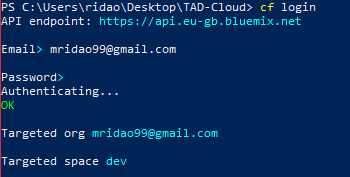 PS C:\Users\ridao\Desktop\TAD-Cloud> cf login
API endpoint: https://api.eu-gb.bluemix.net
Email> mridao99@gmail.com
Password>
Authenticating...
OK
Targeted org mridao99@gmail.com
Targeted space dev